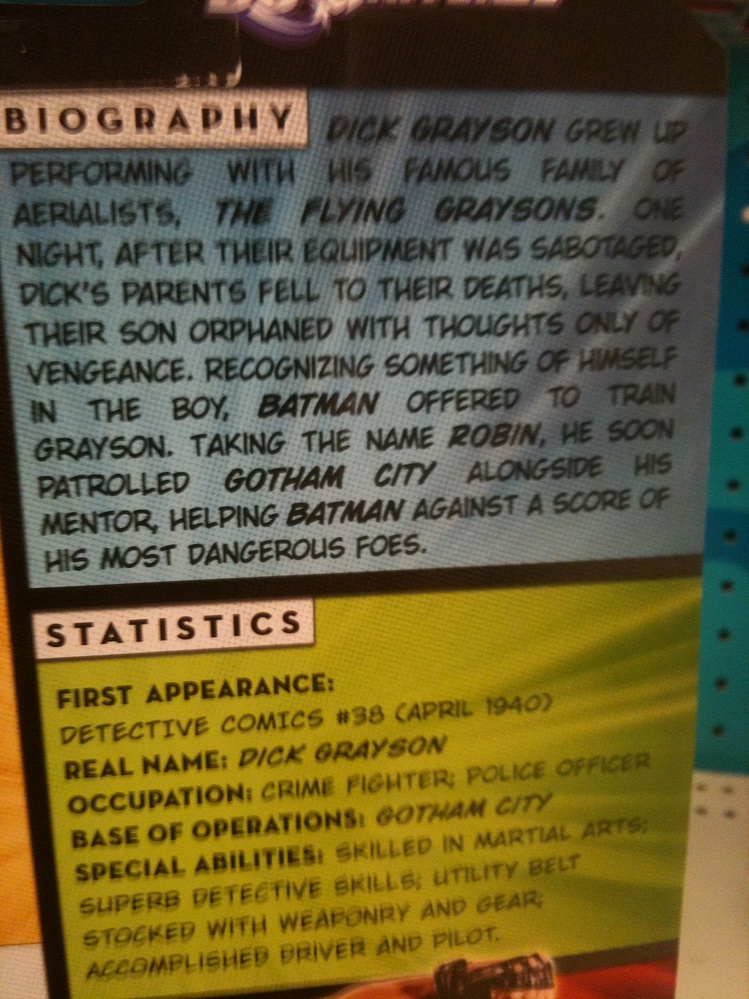 BIOGRAPHY
DICK GRAYSON GREW UP
PERFORMING WITH HIS FAMOUS FAMILY OF
AERIALISTS, THE FLYING GRAYSONS. ONE
NIGHT, AFTER THEIR EQUIPMENT WAS SABOTAGED,
DICK'S PARENTS FELL TO THEIR DEATHS, LEAVING
THEIR SON ORPHANED WITH THOUGHTS ONLY OF
VENGEANCE. RECOGNIZING SOMETHING OF HIMSELF
IN THE BOY, BATMAN OFFERED TO TRAIN
GRAYSON. TAKING THE NAME ROBIN, HE SOON
PATROLLED GOTHAM CITY ALONGSIDE HIS
MENTOR, HELPING BATMAN AGAINST A SCORE OF
HIS MOST DANGEROUS FOES.
STATISTICS
FIRST APPEARANCE:
DETECTIVE COMICS #38 (APRIL 1940)
REAL NAME: DICK GRAYSON
OCCUPATION: CRIME FIGHTER; POLICE OFFICER
BASE OF OPERATIONS: GOTHAM CITY
SPECIAL ABILITIES: SKILLED IN MARTIAL ARTS;
SUPERB DETECTIVE SKILLS; UTILITY BELT
STOCKED WITH WEAPONRY AND GEAR;
ACCOMPLISHED DRIVER AND PILOT.